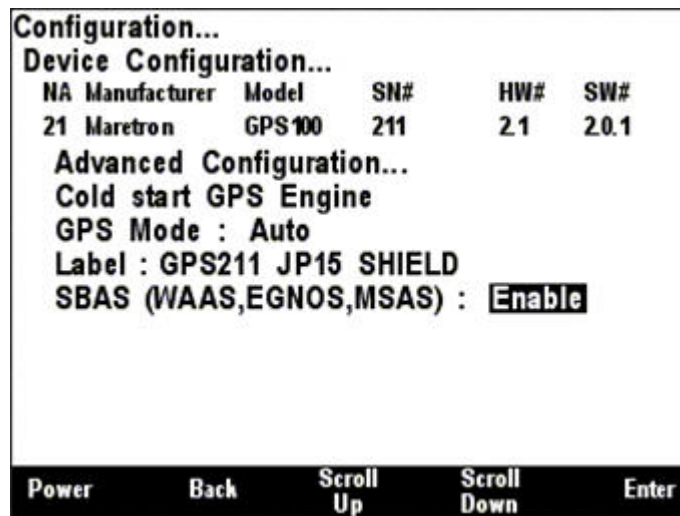 Configuration...
Device Configuration...
NA Manufacturer Model SN# HW# SW#
21 Maretron GPS100 211 2.1 2.0.1
Advanced Configuration...
Cold start GPS Engine
GPS Mode : Auto
Label : GPS211 JP15 SHIELD
SBAS (WAAS,EGNOS,MSAS) : Enable
Power Back Scroll Up Scroll Down Enter